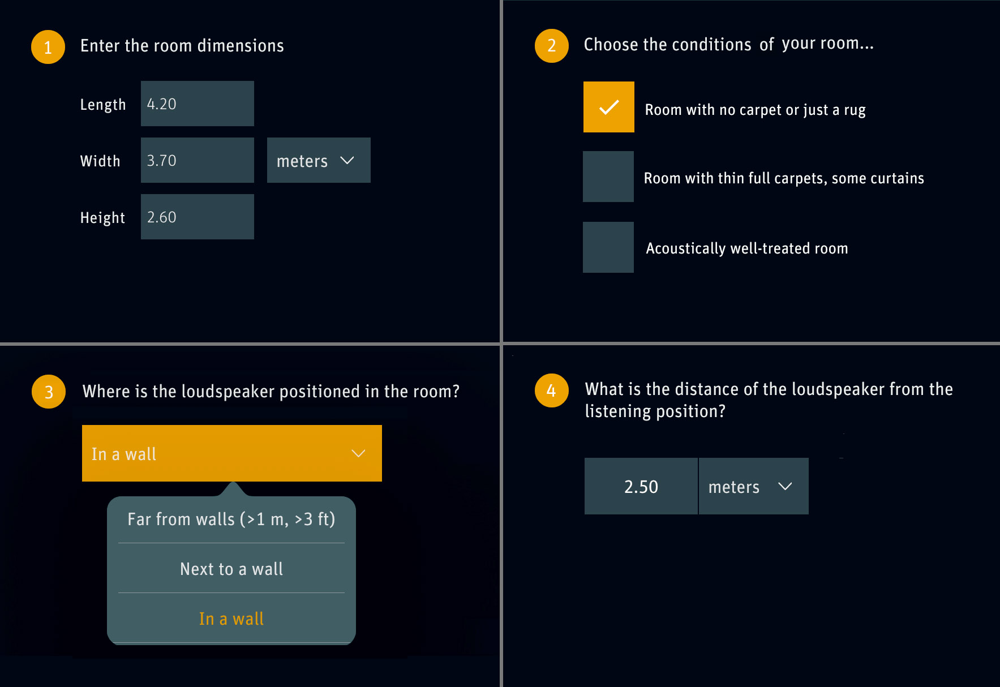 1 Enter the room dimensions
Length 4.20
Width 3.70 meters
Height 2.60
2 Choose the conditions of your room...
Room with no carpet or just a rug
Room with thin full carpets, some curtains
Acoustically well-treated room
3 Where is the loudspeaker positioned in the room?
In a wall
Far from walls (>1 m, >3 ft)
Next to a wall
In a wall
4 What is the distance of the loudspeaker from the
listening position?
2.50 meters